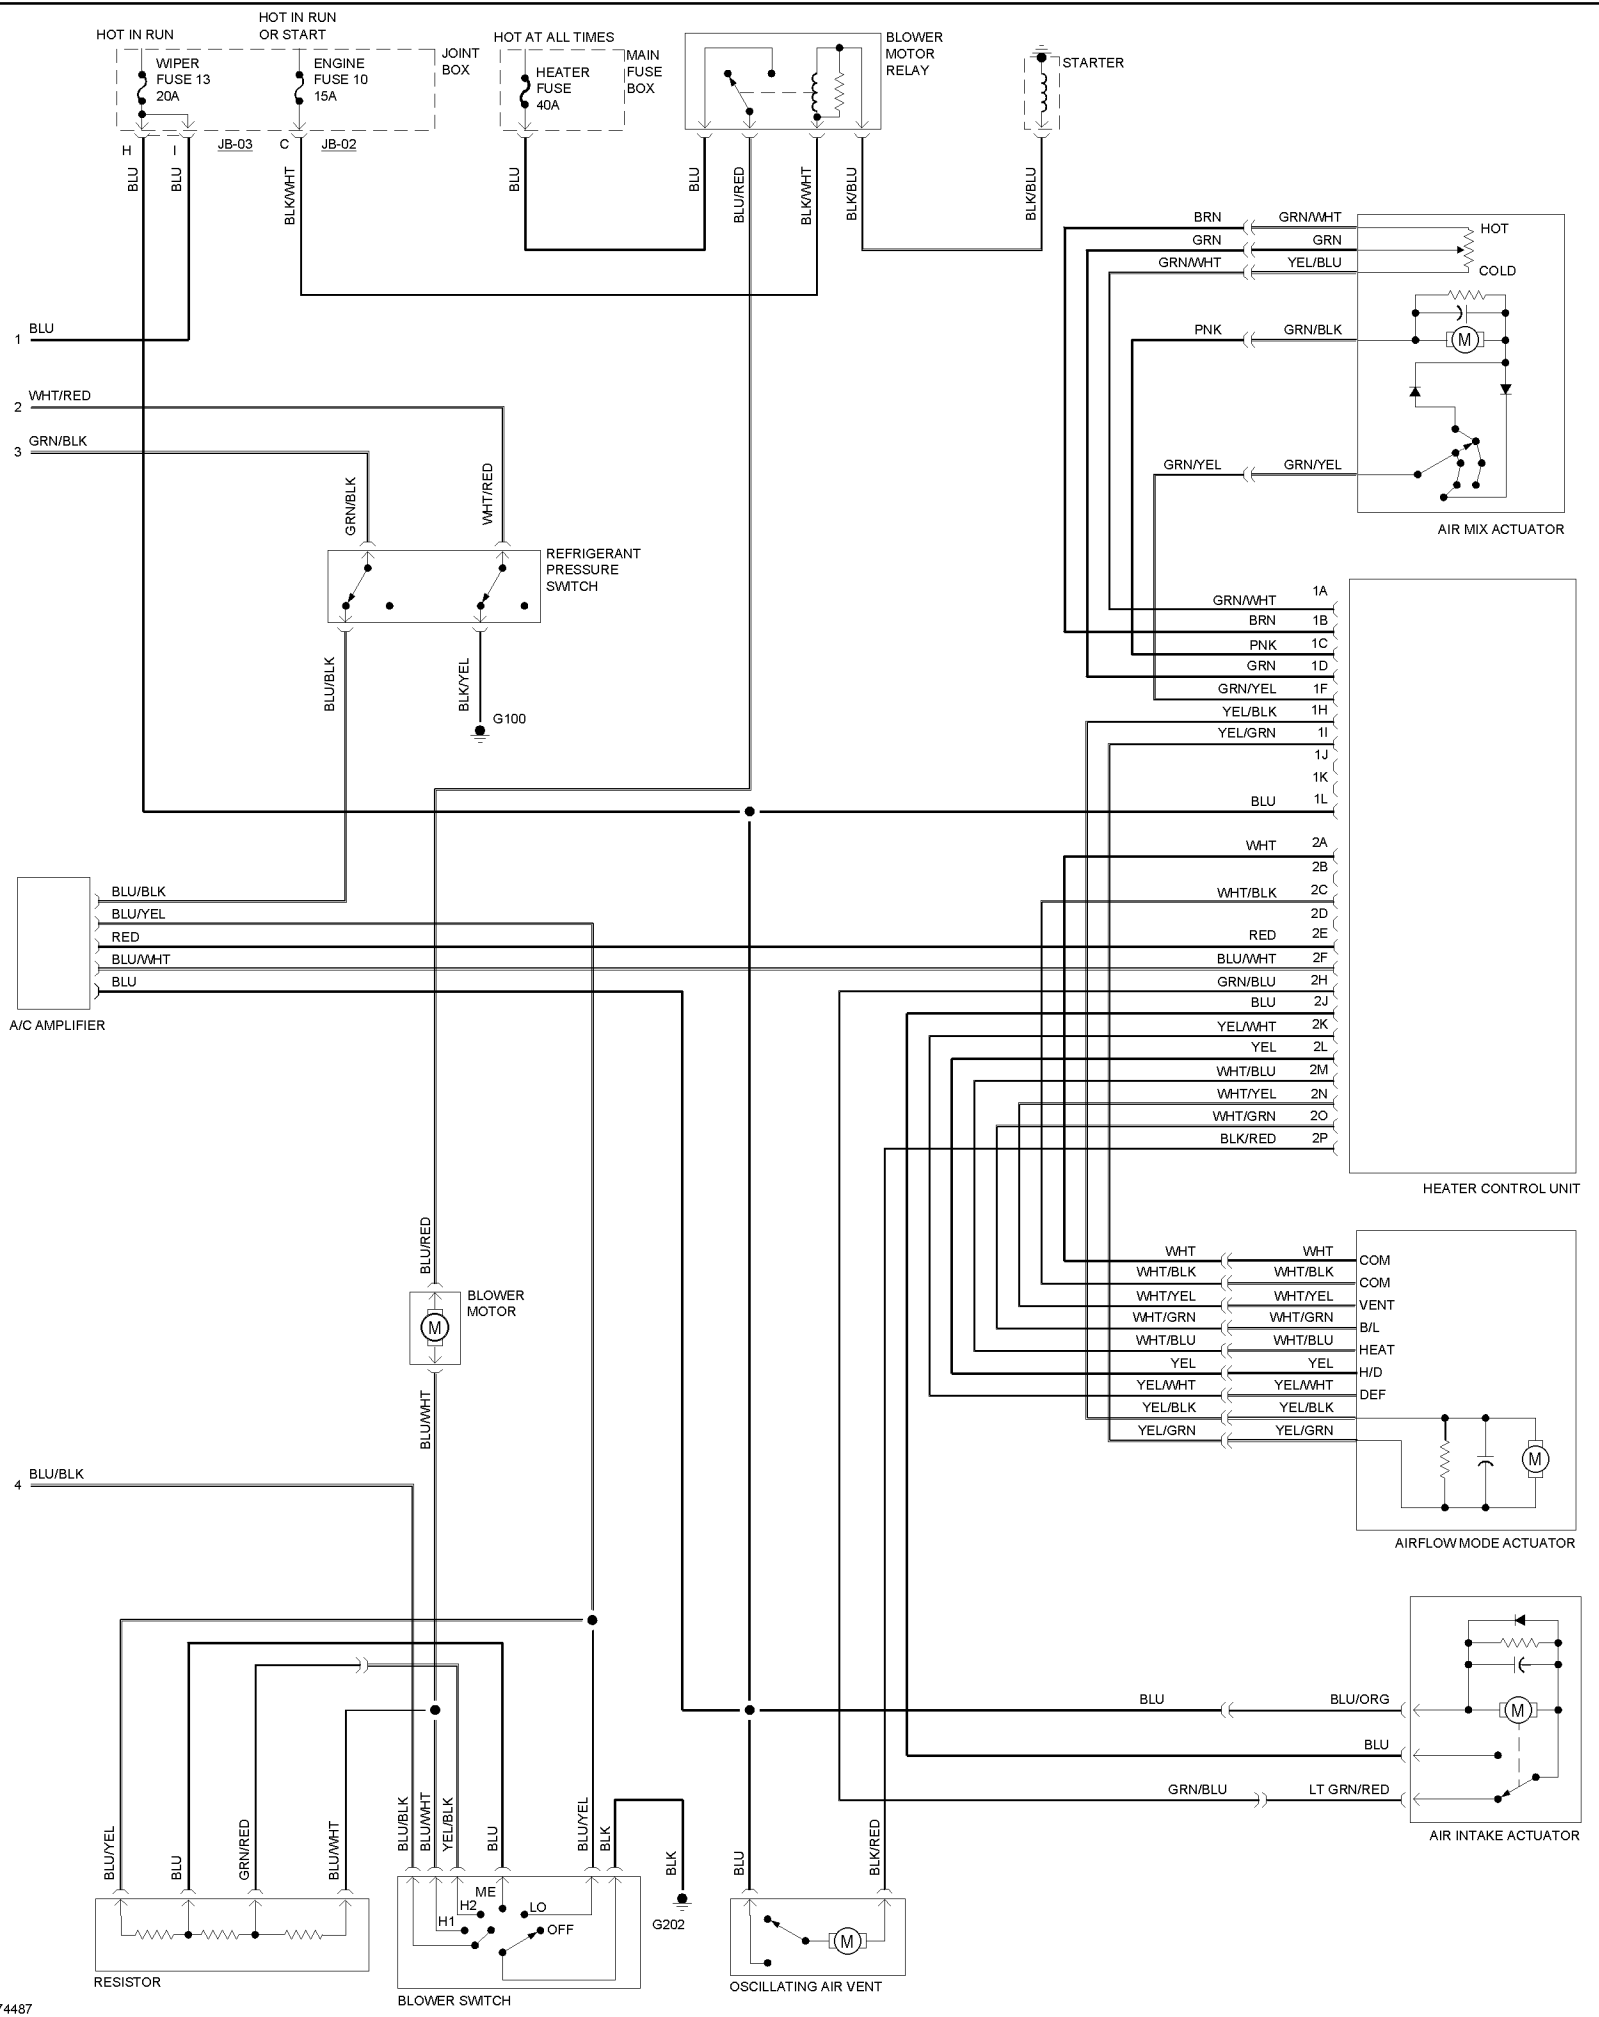 HOT IN RUN
HOT IN RUN
OR START
WIPER
FUSE 13
20A
ENGINE
FUSE 10
15A
JOINT
BOX
HOT AT ALL TIMES
HEATER
FUSE
40A
MAIN
FUSE
BOX
BLOWER
MOTOR
RELAY
STARTER
H
I
JB-03
C
JB-02
BLU
BLU
BLK/WHT
BLU
BLU
BLU/RED
BLK/WHT
BLK/BLU
BLK/BLU
BRN
GRN/WHT
GRN
GRN
GRN/WHT
YEL/BLU
PNK
GRN/BLK
GRN/YEL
GRN/YEL
HOT
COLD
M
AIR MIX ACTUATOR
1 BLU
2 WHT/RED
3 GRN/BLK
GRN/BLK
WHT/RED
REFRIGERANT
PRESSURE
SWITCH
BLU/BLK
BLK/YEL
G100
1A
GRN/WHT
BRN 1B
PNK 1C
GRN 1D
GRN/YEL 1F
YEL/BLK 1H
YEL/GRN 1I
1J
1K
BLU 1L
WHT 2A
2B
WHT/BLK 2C
2D
RED 2E
BLU/WHT 2F
GRN/BLU 2H
BLU 2J
YEL/WHT 2K
YEL 2L
WHT/BLU 2M
WHT/YEL 2N
WHT/GRN 2O
BLK/RED 2P
HEATER CONTROL UNIT
BLU/BLK
BLU/YEL
RED
BLU/WHT
BLU
A/C AMPLIFIER
BLU/RED
BLOWER
MOTOR
M
BLU/WHT
WHT WHT COM
WHT/BLK WHT/BLK COM
WHT/YEL WHT/YEL VENT
WHT/GRN WHT/GRN B/L
WHT/BLU WHT/BLU HEAT
YEL YEL H/D
YEL/WHT YEL/WHT DEF
YEL/BLK YEL/BLK
YEL/GRN YEL/GRN
M
AIRFLOW MODE ACTUATOR
4 BLU/BLK
BLU BLU/ORG
M
BLU
GRN/BLU LT GRN/RED
AIR INTAKE ACTUATOR
BLU/YEL
BLU
GRN/RED
BLU/WHT
RESISTOR
BLU/BLK
BLU/WHT
YEL/BLK
BLU
BLU/YEL
BLK
BLK
G202
ME
H2
LO
H1
OFF
BLOWER SWITCH
BLU
BLK/RED
M
OSCILLATING AIR VENT
74487